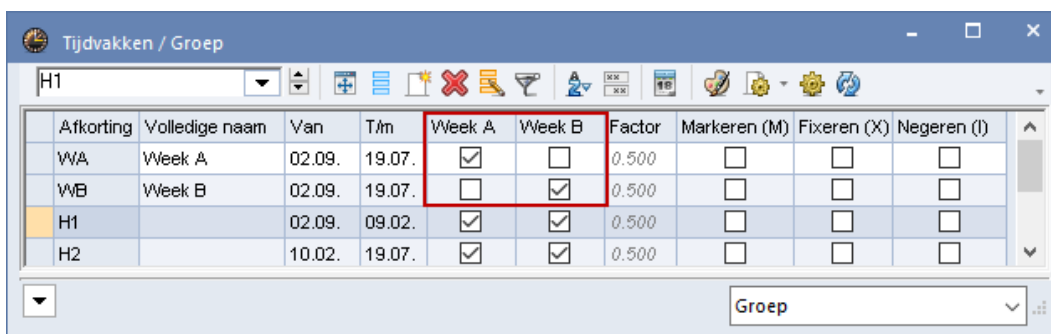 Tijdvakken / Groep
H1
Afkorting Volledige naam Van T/m Week A Week B Factor Markeren (M) Fixeren (X) Negeren (I)
WA Week A 02.09. 19.07. 0.500
WB Week B 02.09. 19.07. 0.500
H1 02.09. 09.02. 0.500
H2 10.02. 19.07. 0.500
Groep